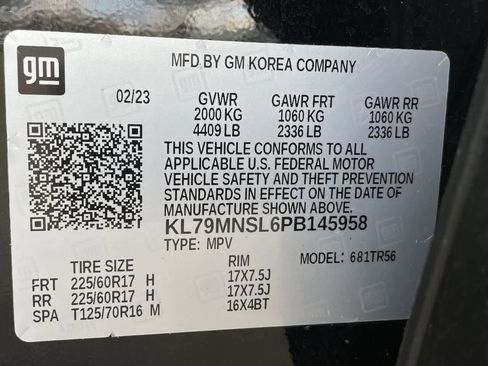 gm
MFD BY GM KOREA COMPANY
02/23 GVWR GAWR FRT GAWR RR
2000 KG 1060 KG 1060 KG
4409 LB 2336 LB 2336 LB
THIS VEHICLE CONFORMS TO ALL
APPLICABLE U.S. FEDERAL MOTOR
VEHICLE SAFETY AND THEFT PREVENTION
STANDARDS IN EFFECT ON THE DATE OF
MANUFACTURE SHOWN ABOVE.
KL79MNSL6PB145958
TYPE: MPV MODEL: 681TR56
TIRE SIZE RIM
FRT 225/60R17 H 17X7.5J
RR 225/60R17 H 17X7.5J
SPA T125/70R16 M 16X4BT